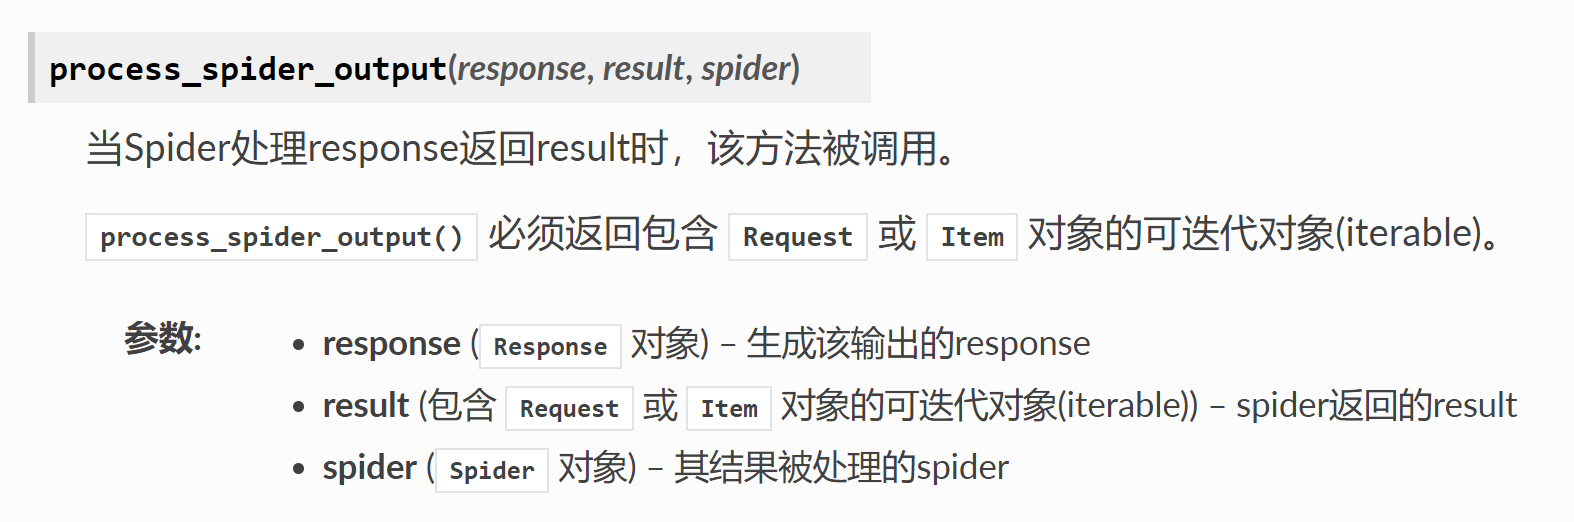 process_spider_output(response, result, spider)
当Spider处理response返回result时，该方法被调用。
process_spider_output() 必须返回包含 Request 或 Item 对象的可迭代对象(iterable)。
参数:
• response (Response 对象) – 生成该输出的response
• result (包含 Request 或 Item 对象的可迭代对象(iterable)) – spider返回的result
• spider (Spider 对象) – 其结果被处理的spider